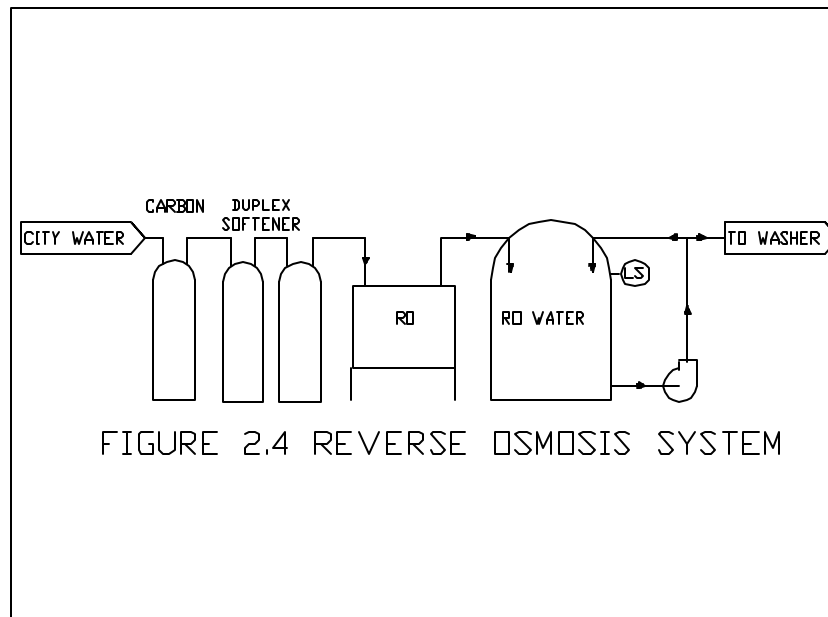 CARBON
DUPLEX
SOFTENER
CITY WATER
TO WASHER
LS
RO
RO WATER
FIGURE 2.4 REVERSE OSMOSIS SYSTEM